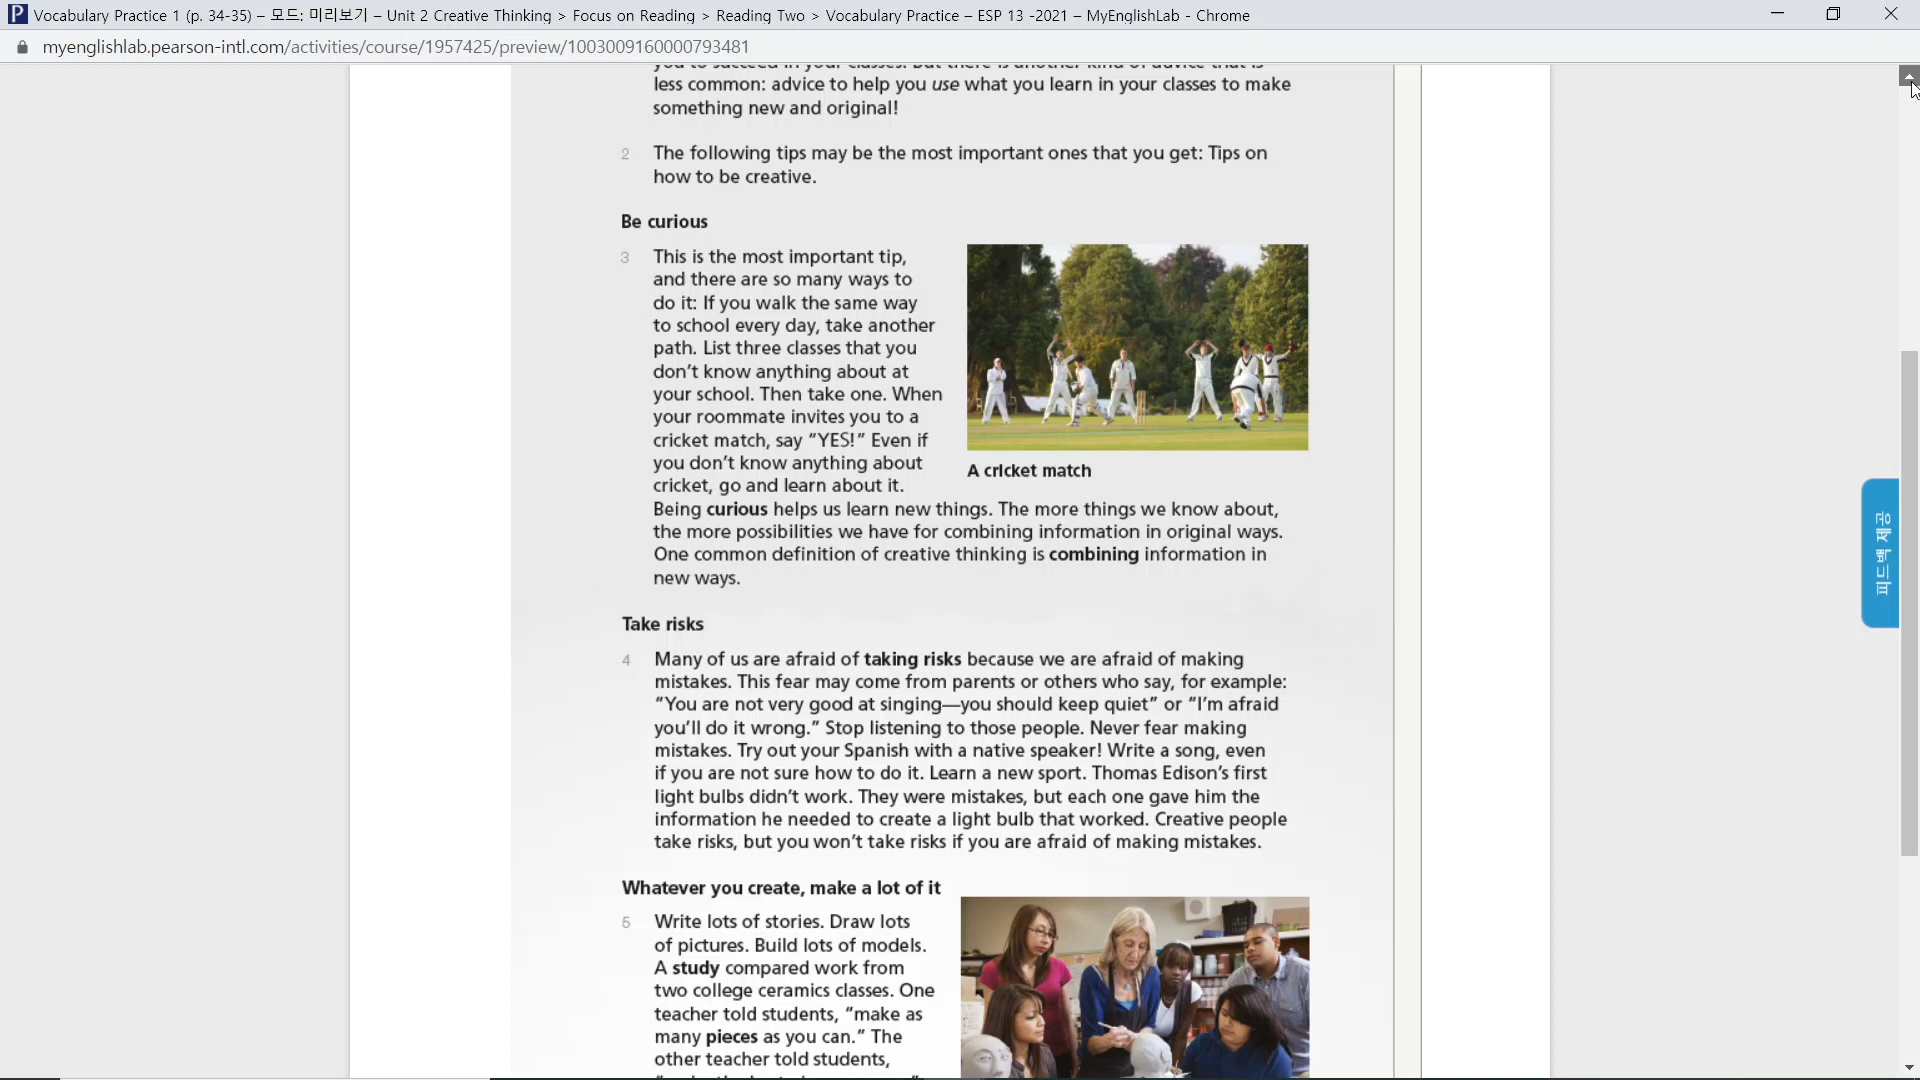 Vocabulary Practice 1 (p. 34-35) – 모드: 미리보기 – Unit 2 Creative Thinking > Focus on Reading > Reading Two > Vocabulary Practice – ESP 13 -2021 – MyEnglishLab - Chrome
myenglishlab.pearson-intl.com/activities/course/1957425/preview/1003009160000793481
you to succeed in your classes. But there is another kind of advice that is
less common: advice to help you use what you learn in your classes to make
something new and original!
2 The following tips may be the most important ones that you get: Tips on
how to be creative.
Be curious
3 This is the most important tip,
and there are so many ways to
do it: If you walk the same way
to school every day, take another
path. List three classes that you
don't know anything about at
your school. Then take one. When
your roommate invites you to a
cricket match, say "YES!" Even if
you don't know anything about
cricket, go and learn about it.
A cricket match
Being curious helps us learn new things. The more things we know about,
the more possibilities we have for combining information in original ways.
One common definition of creative thinking is combining information in
new ways.
Take risks
4 Many of us are afraid of taking risks because we are afraid of making
mistakes. This fear may come from parents or others who say, for example:
"You are not very good at singing—you should keep quiet" or "I'm afraid
you'll do it wrong." Stop listening to those people. Never fear making
mistakes. Try out your Spanish with a native speaker! Write a song, even
if you are not sure how to do it. Learn a new sport. Thomas Edison's first
light bulbs didn't work. They were mistakes, but each one gave him the
information he needed to create a light bulb that worked. Creative people
take risks, but you won't take risks if you are afraid of making mistakes.
Whatever you create, make a lot of it
5 Write lots of stories. Draw lots
of pictures. Build lots of models.
A study compared work from
two college ceramics classes. One
teacher told students, "make as
many pieces as you can." The
other teacher told students,
피드백 제공